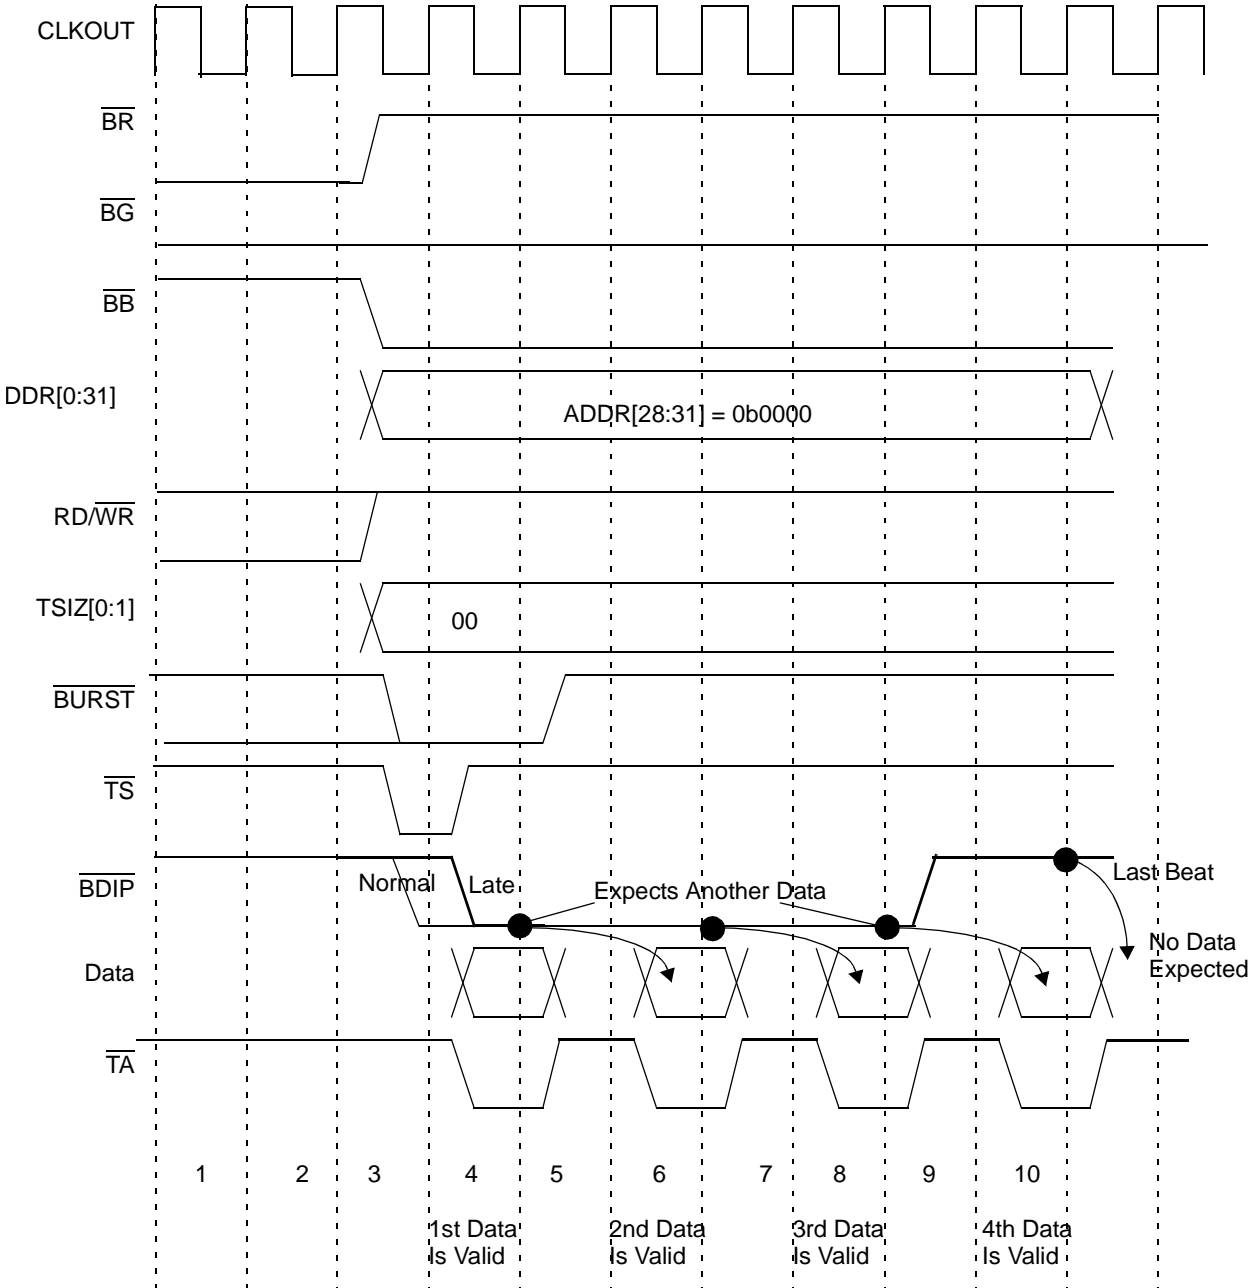 CLKOUT
BR
BG
BB
DDR[0:31]
ADDR[28:31] = 0b0000
RD/WR
TSIZ[0:1]
00
BURST
TS
BDIP
Normal
Late
Expects Another Data
Last Beat
Data
No Data
Expected
TA
1 2 3 4 5 6 7 8 9 10
1st Data
Is Valid
2nd Data
Is Valid
3rd Data
Is Valid
4th Data
Is Valid